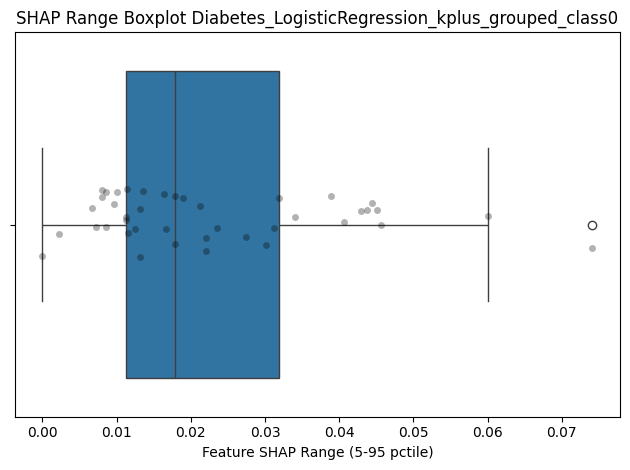 SHAP Range Boxplot Diabetes_LogisticRegression_kplus_grouped_class0
0.00 0.01 0.02 0.03 0.04 0.05 0.06 0.07
Feature SHAP Range (5-95 pctile)